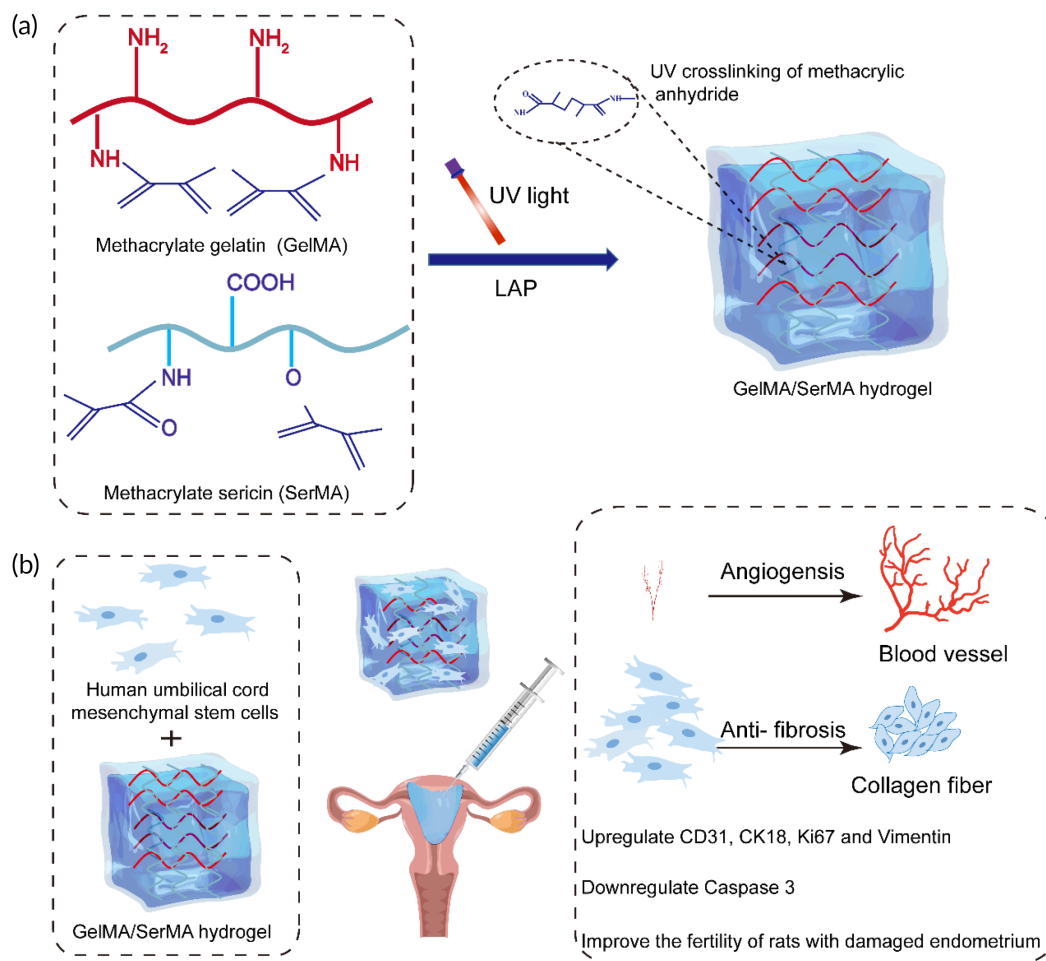 (a)
NH2
NH2
NH
NH
Methacrylate gelatin (GelMA)
COOH
NH
O
O
Methacrylate sericin (SerMA)
UV light
LAP
O
NH
NH
O
UV crosslinking of methacrylic
anhydride
GelMA/SerMA hydrogel
(b)
Human umbilical cord
mesenchymal stem cells
+
GelMA/SerMA hydrogel
Angiogensis
Blood vessel
Anti- fibrosis
Collagen fiber
Upregulate CD31, CK18, Ki67 and Vimentin
Downregulate Caspase 3
Improve the fertility of rats with damaged endometrium